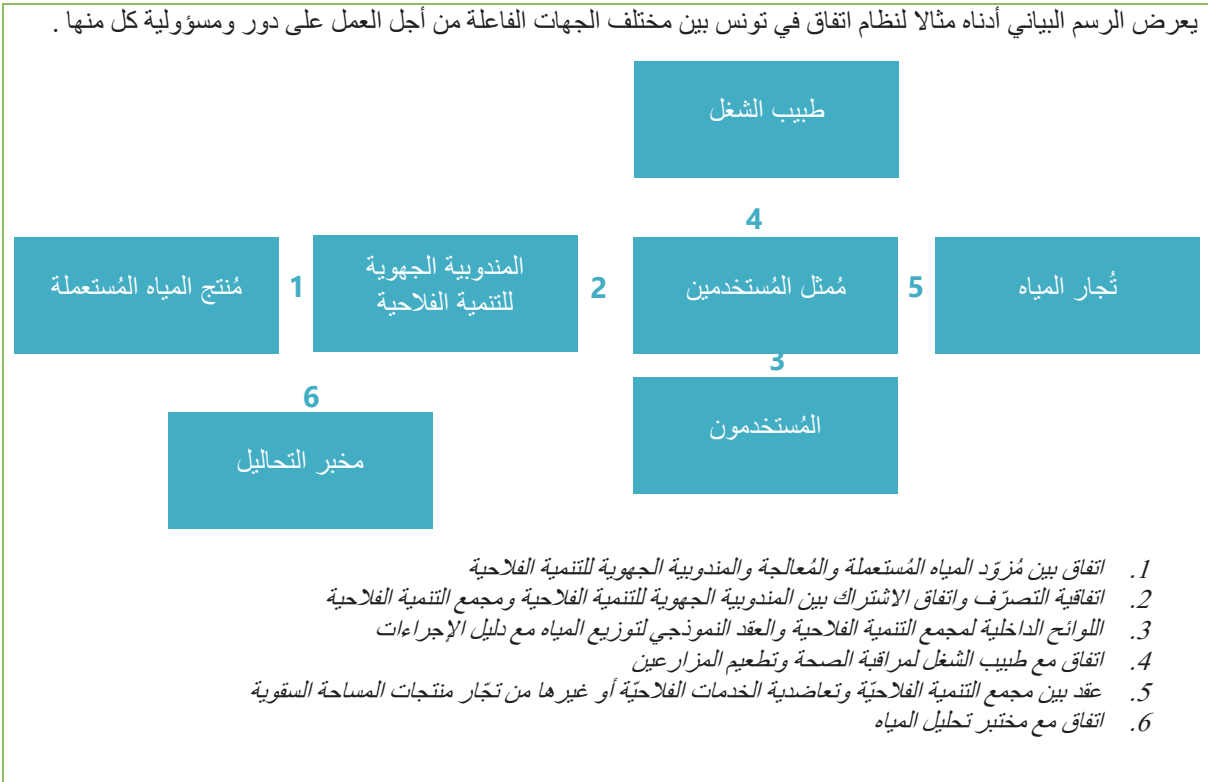 يعرض الرسم البياني أدناه مثالا لنظام اتفاق في تونس بين مختلف الجهات الفاعلة من أجل العمل على دور ومسؤولية كل منها .
طبيب الشغل
4
مُنتج المياه المُستعملة
1
المندوبية الجهوية
للتنمية الفلاحية
2
مُمثل المُستخدمين
5
تُجار المياه
3
المُستخدمون
6
مخبر التحاليل
1. اتفاق بين مُزوّد المياه المُستعملة والمُعالجة والمندوبية الجهوية للتنمية الفلاحية
2. اتفاقية التصرّف واتفاق الاشتراك بين المندوبية الجهوية للتنمية الفلاحية ومجمع التنمية الفلاحية
3. اللوائح الداخلية لمجمع التنمية الفلاحية والعقد النموذجي لتوزيع المياه مع دليل الإجراءات
4. اتفاق مع طبيب الشغل لمراقبة الصحة وتطعيم المزارعين
5. عقد بين مجمع التنمية الفلاحيّة وتعاضدية الخدمات الفلاحيّة أو غيرها من تجّار منتجات المساحة السقوية
6. اتفاق مع مختبر تحليل المياه